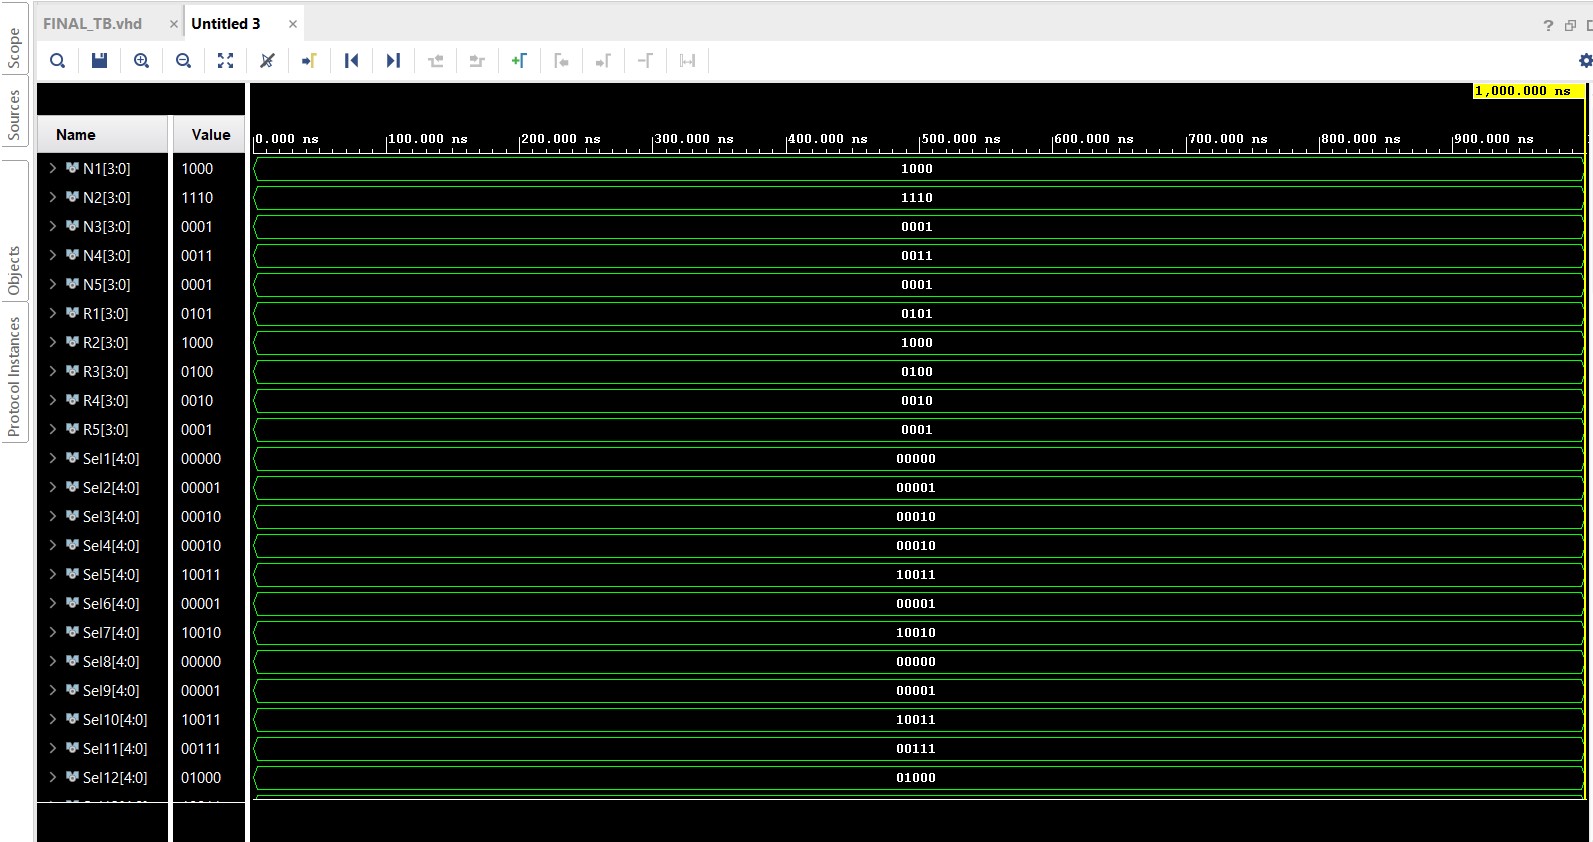 FINAL_TB.vhd × Untitled 3 ×
?
Scope
Sources
Objects
Protocol Instances
1,000.000 ns
Name Value
0.000 ns 100.000 ns 200.000 ns 300.000 ns 400.000 ns 500.000 ns 600.000 ns 700.000 ns 800.000 ns 900.000 ns
N1[3:0] 1000 1000
N2[3:0] 1110 1110
N3[3:0] 0001 0001
N4[3:0] 0011 0011
N5[3:0] 0001 0001
R1[3:0] 0101 0101
R2[3:0] 1000 1000
R3[3:0] 0100 0100
R4[3:0] 0010 0010
R5[3:0] 0001 0001
Sel1[4:0] 00000 00000
Sel2[4:0] 00001 00001
Sel3[4:0] 00010 00010
Sel4[4:0] 00010 00010
Sel5[4:0] 10011 10011
Sel6[4:0] 00001 00001
Sel7[4:0] 10010 10010
Sel8[4:0] 00000 00000
Sel9[4:0] 00001 00001
Sel10[4:0] 10011 10011
Sel11[4:0] 00111 00111
Sel12[4:0] 01000 01000